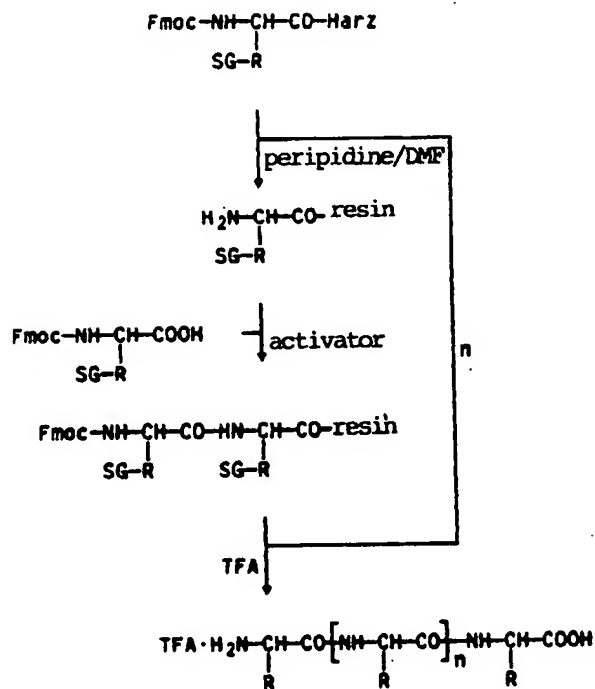 Fmoc-NH-CH-CO-Harz
SG-R
peripidine/DMF
H2N-CH-CO-resin
SG-R
Fmoc-NH-CH-COOH
SG-R
activator
n
Fmoc-NH-CH-CO-HN-CH-CO-resin
SG-R SG-R
TFA
TFA·H2N-CH-CO[NH-CH-CO]n-NH-CH-COOH
R R R